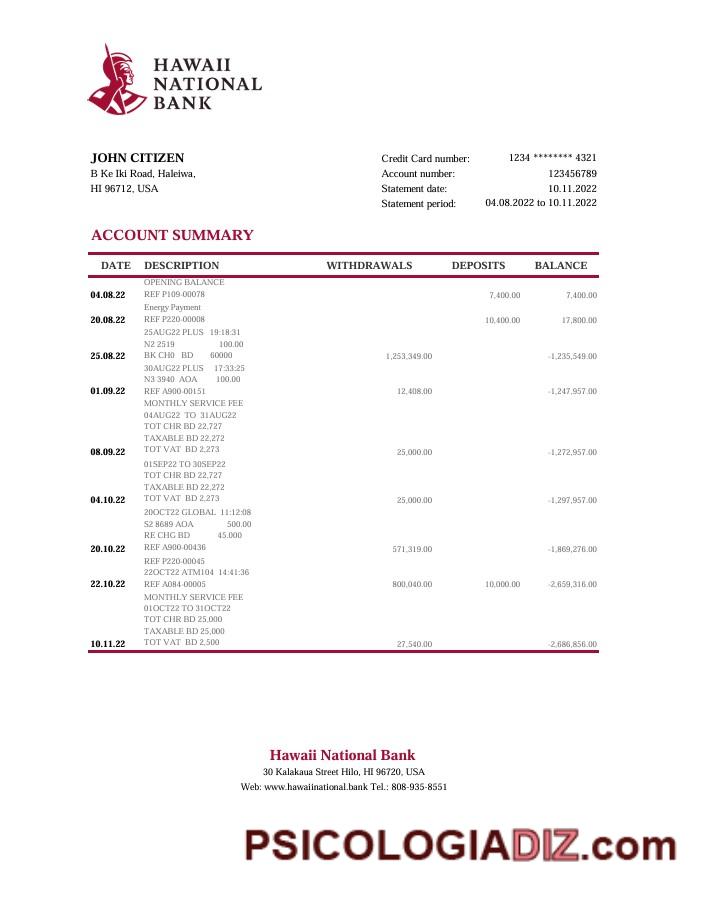 HAWAII
NATIONAL
BANK
JOHN CITIZEN
B Ke Iki Road, Haleiwa,
HI 96712, USA
Credit Card number: 1234 ******** 4321
Account number: 123456789
Statement date: 10.11.2022
Statement period: 04.08.2022 to 10.11.2022
ACCOUNT SUMMARY
DATE DESCRIPTION WITHDRAWALS DEPOSITS BALANCE
OPENING BALANCE
04.08.22 REF P109-00078 7,400.00 7,400.00
Energy Payment
20.08.22 REF P220-00008 10,400.00 17,800.00
25AUG22 PLUS 19:18:31
N2 2519 100.00
25.08.22 BK CH0 BD 60000 1,253,349.00 -1,235,549.00
30AUG22 PLUS 17:33:25
N3 3940 AOA 100.00
01.09.22 REF A900-00151 12,408.00 -1,247,957.00
MONTHLY SERVICE FEE
04AUG22 TO 31AUG22
TOT CHR BD 22,727
TAXABLE BD 22,272
08.09.22 TOT VAT BD 2,273 25,000.00 -1,272,957.00
01SEP22 TO 30SEP22
TOT CHR BD 22,727
TAXABLE BD 22,272
04.10.22 TOT VAT BD 2,273 25,000.00 -1,297,957.00
20OCT22 GLOBAL 11:12:08
S2 8689 AOA 500.00
RE CHG BD 45.000
20.10.22 REF A900-00436 571,319.00 -1,869,276.00
REF P220-00045
22OCT22 ATM104 14:41:36
22.10.22 REF A084-00005 800,040.00 10,000.00 -2,659,316.00
MONTHLY SERVICE FEE
01OCT22 TO 31OCT22
TOT CHR BD 25,000
TAXABLE BD 25,000
10.11.22 TOT VAT BD 2,500 27,540.00 -2,686,856.00
Hawaii National Bank
30 Kalakaua Street Hilo, HI 96720, USA
Web: www.hawaiinational.bank Tel.: 808-935-8551
PSICOLOGIADIZ.com